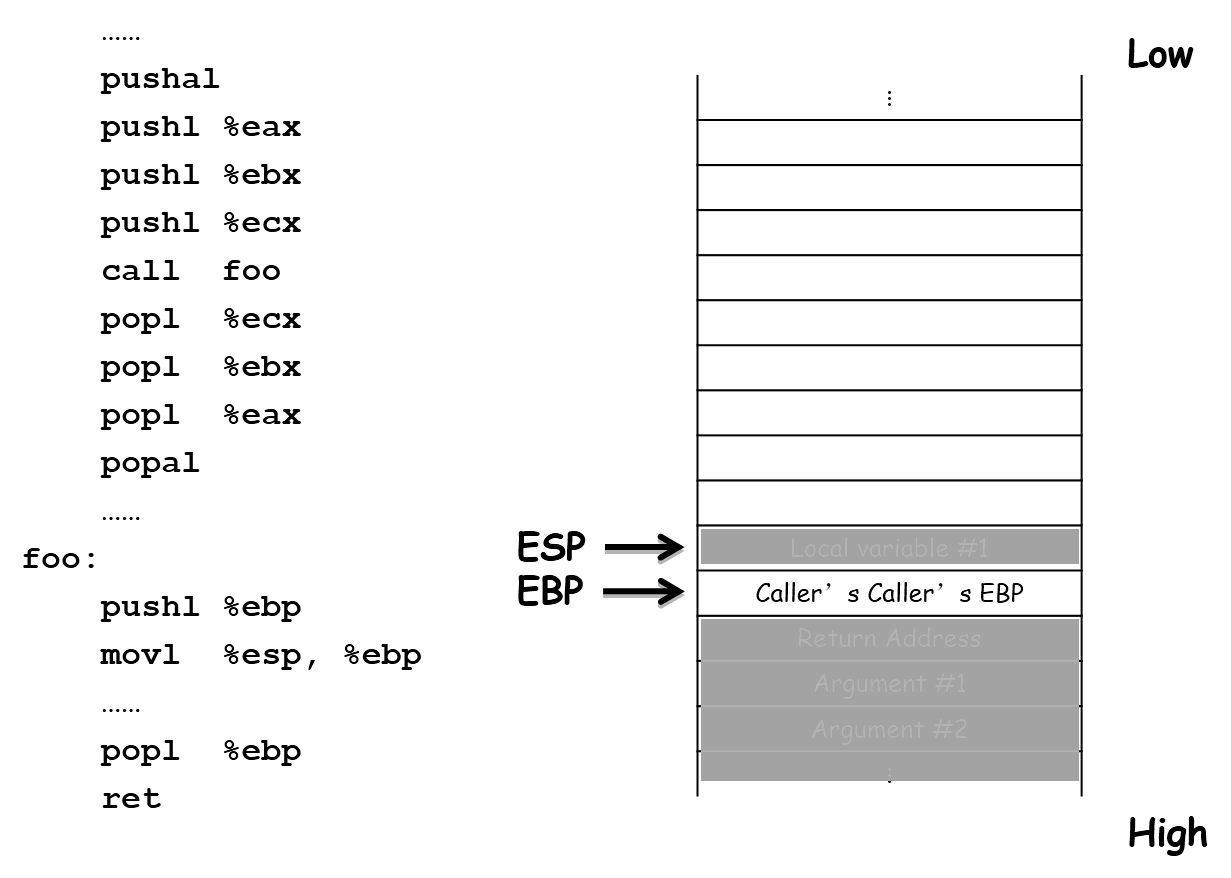 ……
pushal
pushl %eax
pushl %ebx
pushl %ecx
call foo
popl %ecx
popl %ebx
popl %eax
popal
……
foo:
pushl %ebp
movl %esp, %ebp
……
popl %ebp
ret
Low
⋮
ESP
Local variable #1
EBP
Caller’s Caller’s EBP
Return Address
Argument #1
Argument #2
⋮
High